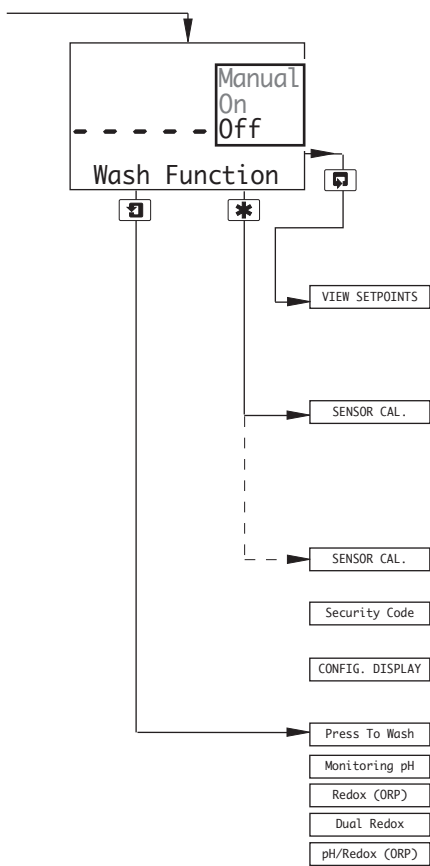 Manual
On
Off
Wash Function
VIEW SETPOINTS
SENSOR CAL.
SENSOR CAL.
Security Code
CONFIG. DISPLAY
Press To Wash
Monitoring pH
Redox (ORP)
Dual Redox
pH/Redox (ORP)